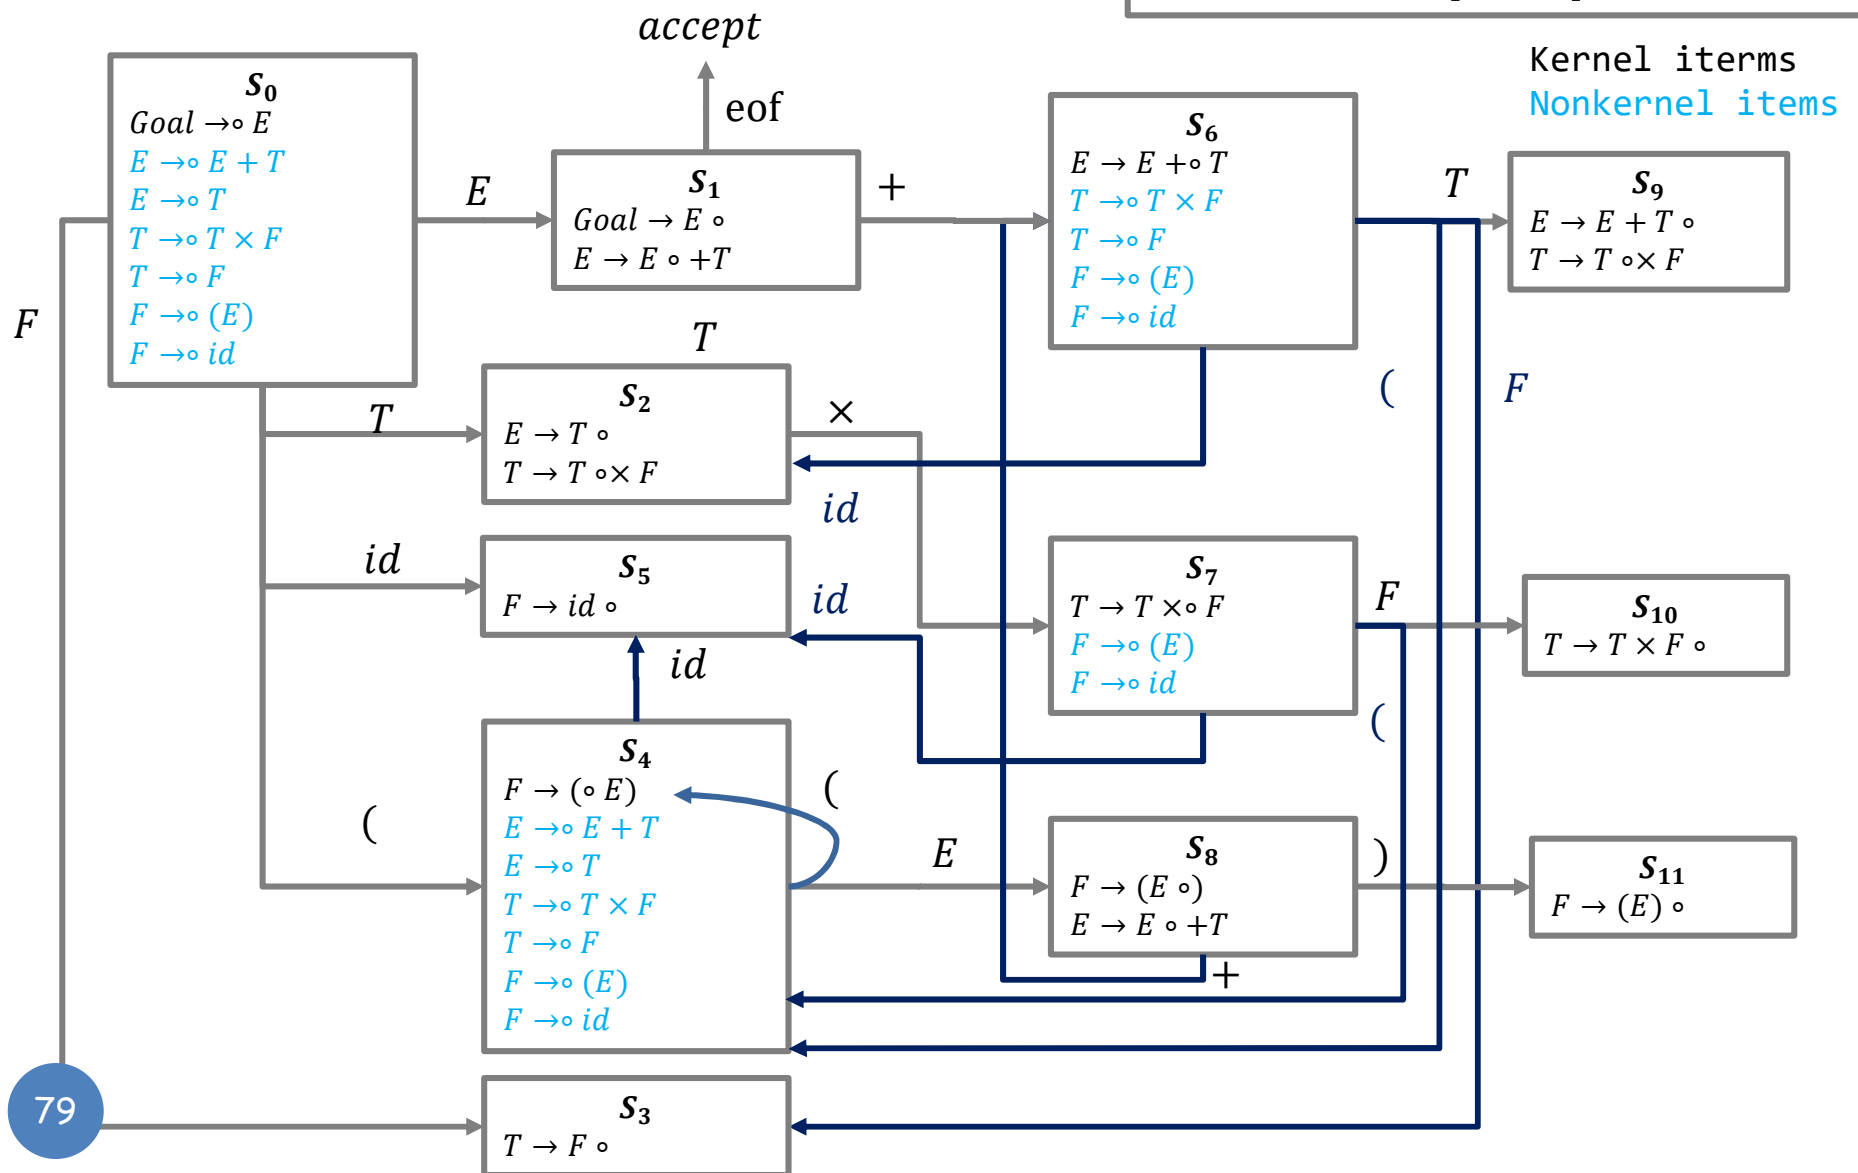 accept
eof
Kernel iterms
Nonkernel items
S₀
Goal →∘ E
E →∘ E + T
E →∘ T
T →∘ T × F
T →∘ F
F →∘ (E)
F →∘ id
E
S₁
Goal → E ∘
E → E ∘ +T
+
S₆
E → E +∘ T
T →∘ T × F
T →∘ F
F →∘ (E)
F →∘ id
T
S₉
E → E + T ∘
T → T ∘× F
F
T
T
S₂
E → T ∘
T → T ∘× F
×
(
F
id
id
S₅
F → id ∘
id
id
S₇
T → T ×∘ F
F →∘ (E)
F →∘ id
F
(
S₁₀
T → T × F ∘
(
S₄
F → (∘ E)
E →∘ E + T
E →∘ T
T →∘ T × F
T →∘ F
F →∘ (E)
F →∘ id
(
E
S₈
F → (E ∘)
E → E ∘ +T
)
+
S₁₁
F → (E) ∘
79
S₃
T → F ∘